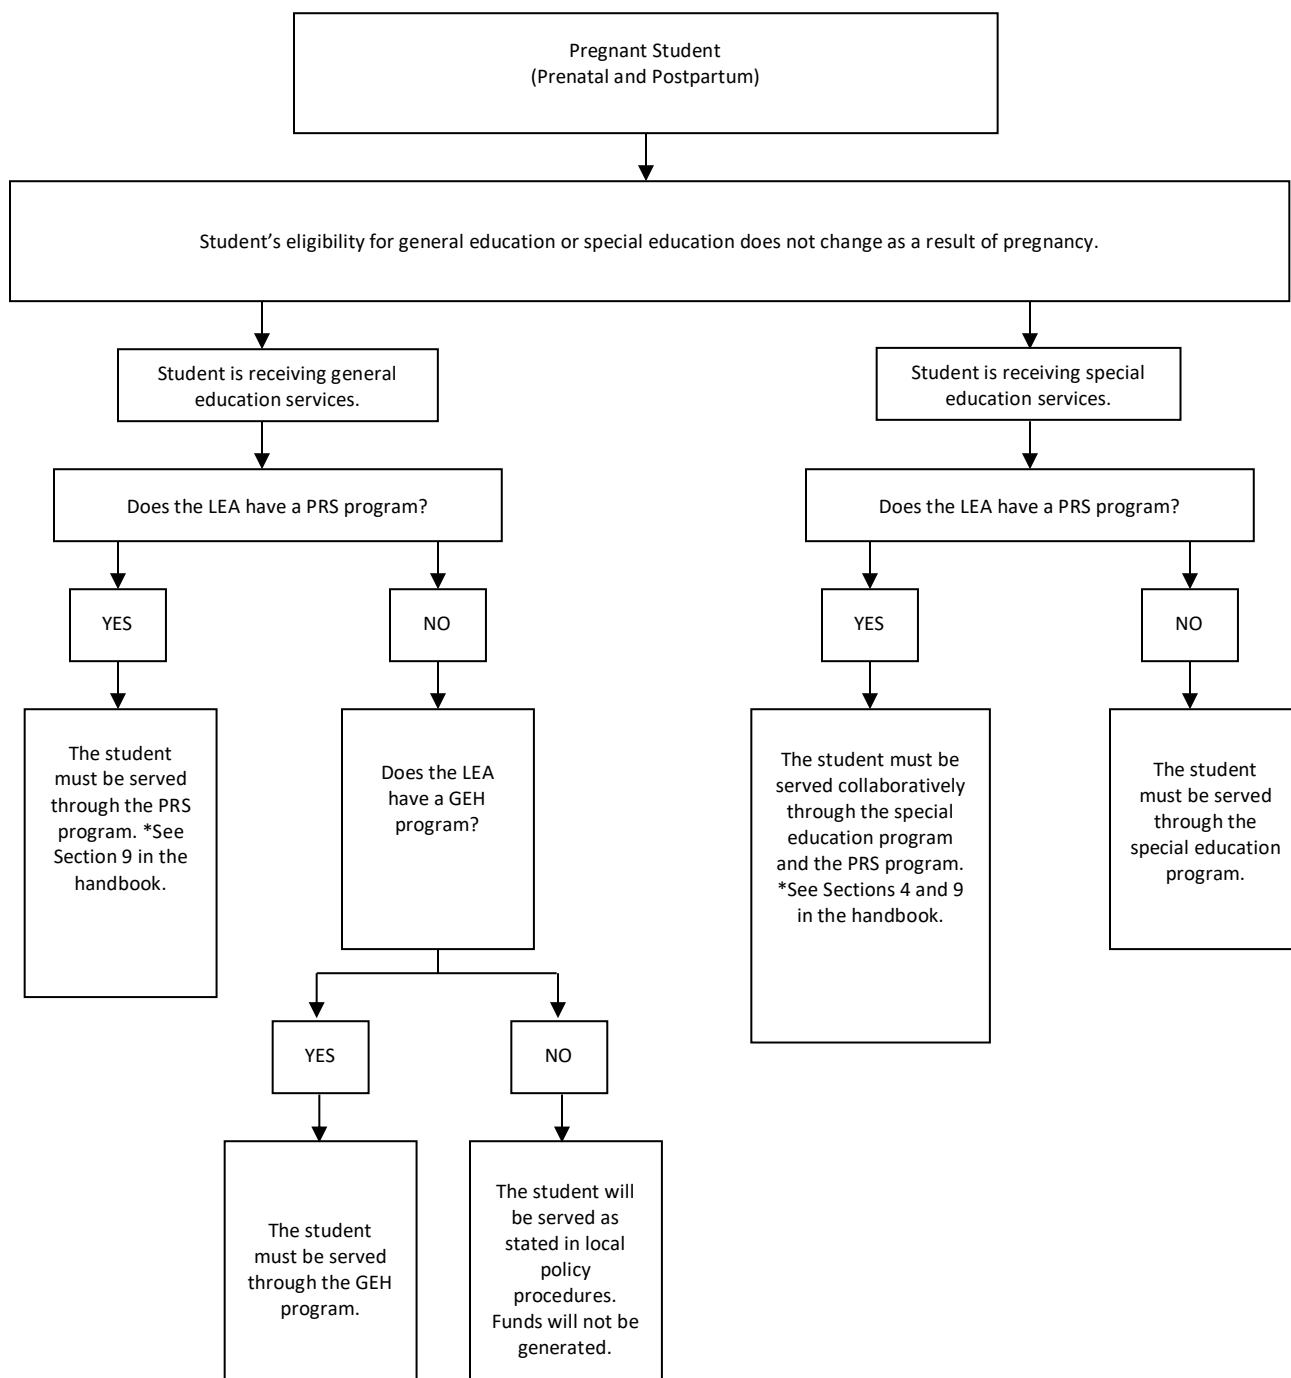 Pregnant Student
(Prenatal and Postpartum)
Student’s eligibility for general education or special education does not change as a result of pregnancy.
Student is receiving general
education services.
Student is receiving special
education services.
Does the LEA have a PRS program?
Does the LEA have a PRS program?
YES
NO
YES
NO
The student
must be served
through the PRS
program. *See
Section 9 in the
handbook.
Does the LEA
have a GEH
program?
The student must be
served collaboratively
through the special
education program
and the PRS program.
*See Sections 4 and 9
in the handbook.
The student
must be served
through the
special education
program.
YES
NO
The student
must be served
through the GEH
program.
The student will
be served as
stated in local
policy
procedures.
Funds will not be
generated.